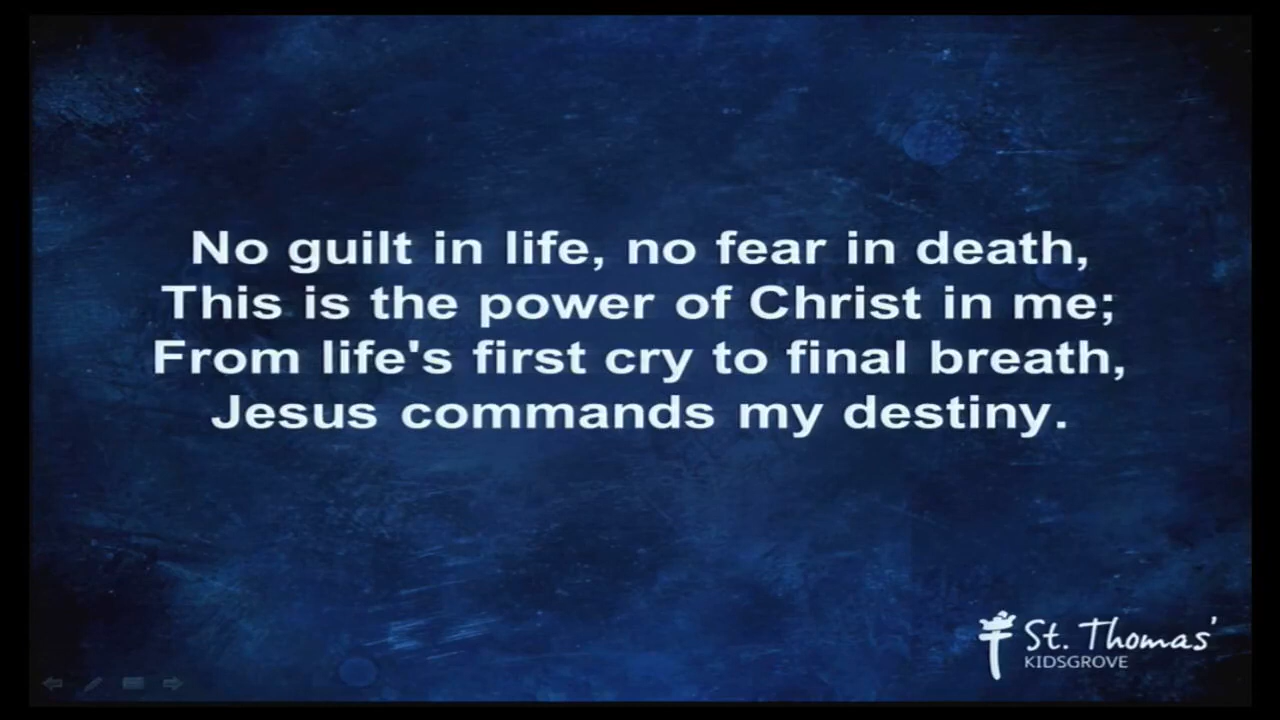 No guilt in life, no fear in death,
This is the power of Christ in me;
From life's first cry to final breath,
Jesus commands my destiny.
St. Thomas'
KIDSGROVE